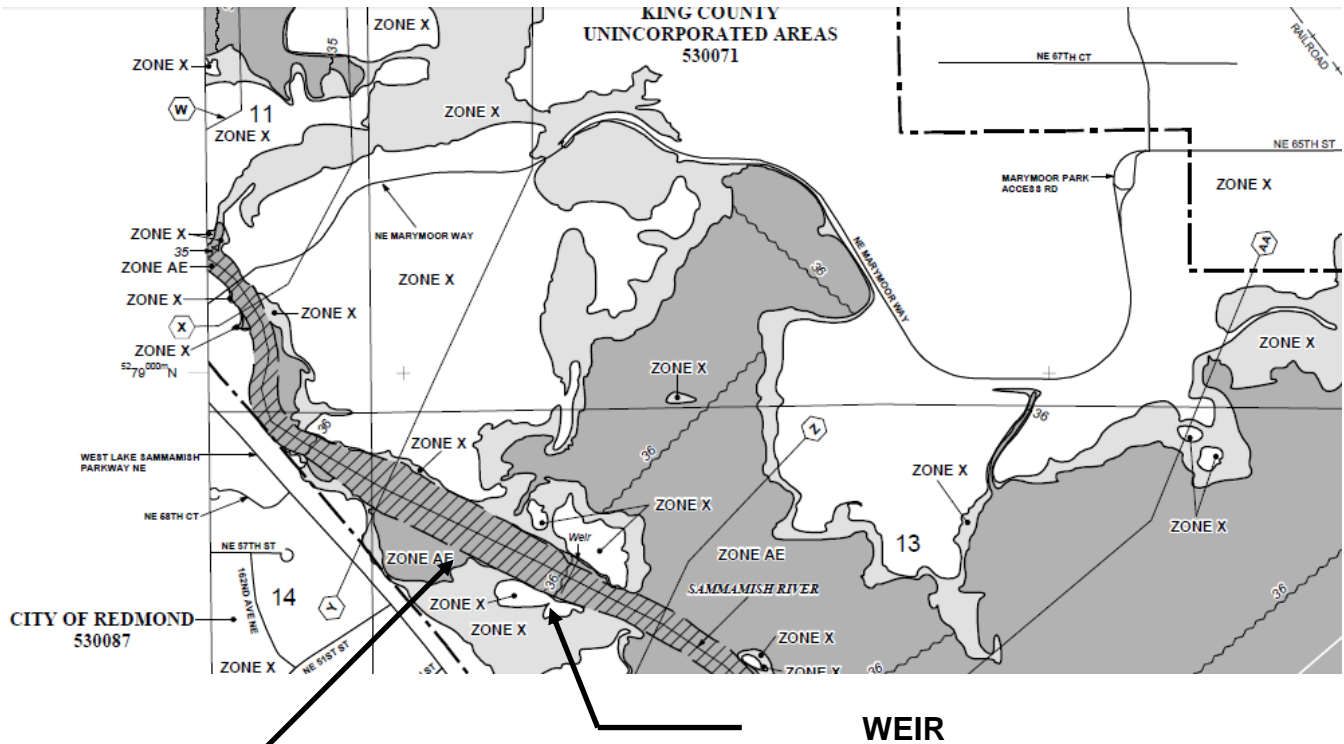 KING COUNTY
UNINCORPORATED AREAS
530071
ZONE X
35
ZONE X
W
11
ZONE X
ZONE X
NE 67TH CT
RAILROAD
NE 65TH ST
MARYMOOR PARK
ACCESS RD
ZONE X
ZONE X
35
ZONE AE
ZONE X
X
ZONE X
ZONE X
NE MARYMOOR WAY
ZONE X
36
NE MARYMOOR WAY
AA
ZONE X
5279000m N
ZONE X
36
36
Z
36
WEST LAKE SAMMAMISH
PARKWAY NE
ZONE X
ZONE X
ZONE X
ZONE X
NE 58TH CT
NE 57TH ST
162ND AVE NE
14
Y
ZONE AE
Weir
36
ZONE AE
13
SAMMAMISH RIVER
CITY OF REDMOND
530087
ZONE X
ZONE X
ZONE X
NE 51ST ST
ST
ZONE X
ZONE X
36
36
WEIR